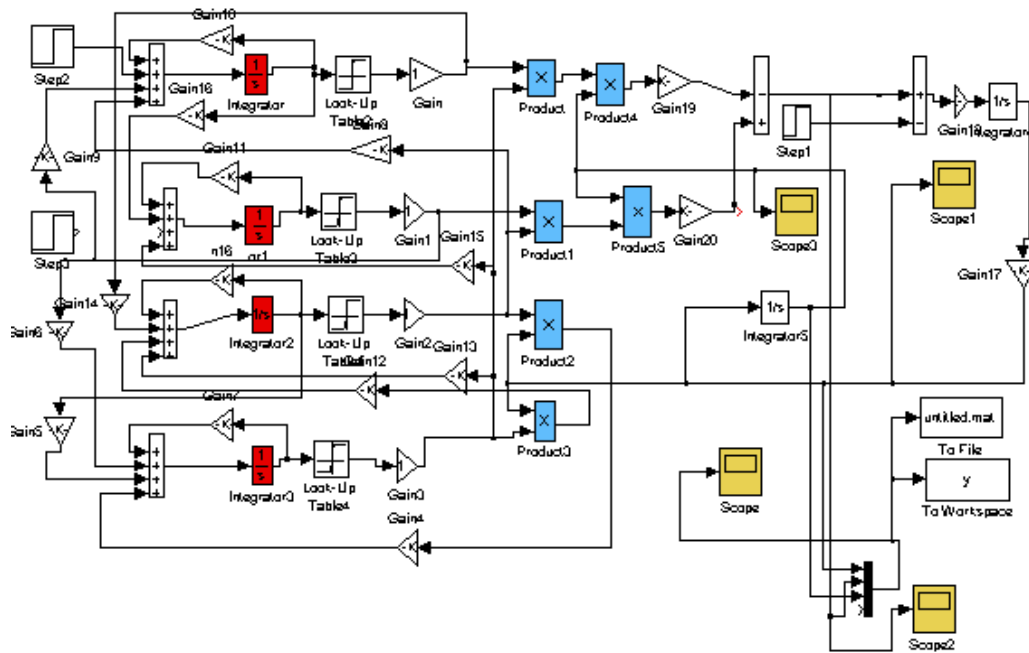 Gain10
Step2
-K-
1
s
Integrator
Look-Up
Table2
1
Gain
Product
Product4
K-
Gain19
Gain16
-K-
Gain8
-K-
Step1
Gain18
1/s
Integrator
-K-
Gain9
Gain11
-K-
Step3
1
s
Look-Up
Table3
1
Gain1
Gain15
-K-
Product1
Product5
K-
Gain20
Scope3
Scope1
-K-
Gain17
n16
-K-
Gain14
-K-
Gain6
-K-
1/s
Integrator2
Look-Up
Gain12
Gain2
Gain13
-K-
-K-
Product2
1/s
Integrator5
Gain7
-K-
Gain5
-K-
1
s
Integrator3
Look-Up
Table4
1
Gain3
Product3
Gain4
-K-
Scope
untitled.mat
To File
y
To Workspace
Scope2